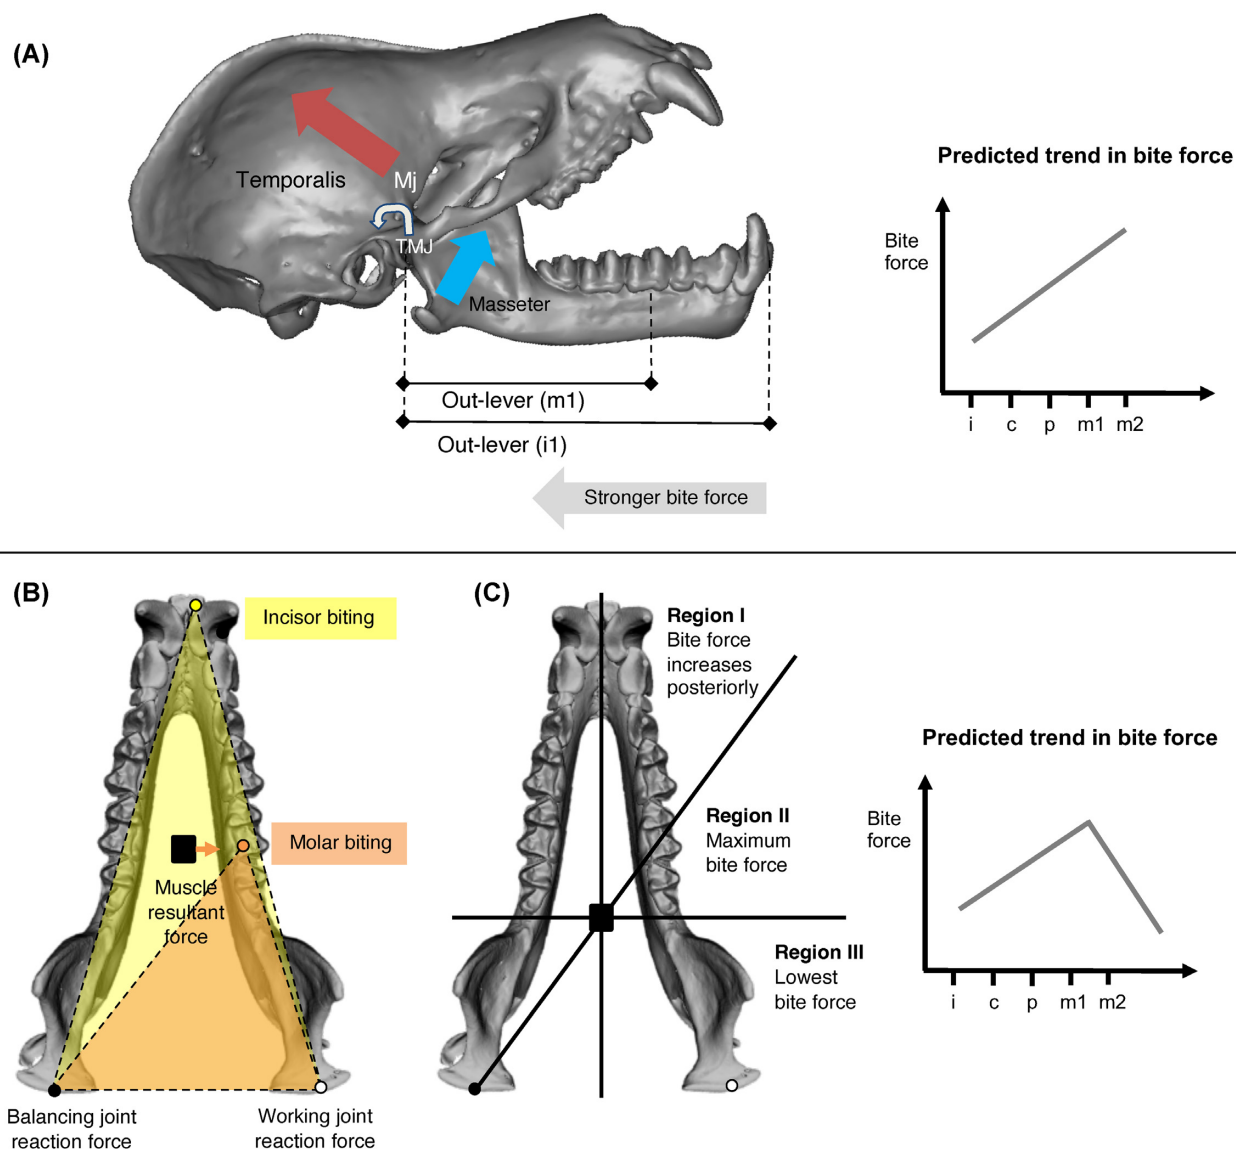 (A)
Temporalis
Mj
TMJ
Masseter
Out-lever (m1)
Out-lever (i1)
Stronger bite force
Predicted trend in bite force
Bite
force
i c p m1 m2
(B)
Incisor biting
Molar biting
Muscle
resultant
force
Balancing joint
reaction force
Working joint
reaction force
(C)
Region I
Bite force
increases
posteriorly
Region II
Maximum
bite force
Region III
Lowest
bite force
Predicted trend in bite force
Bite
force
i c p m1 m2